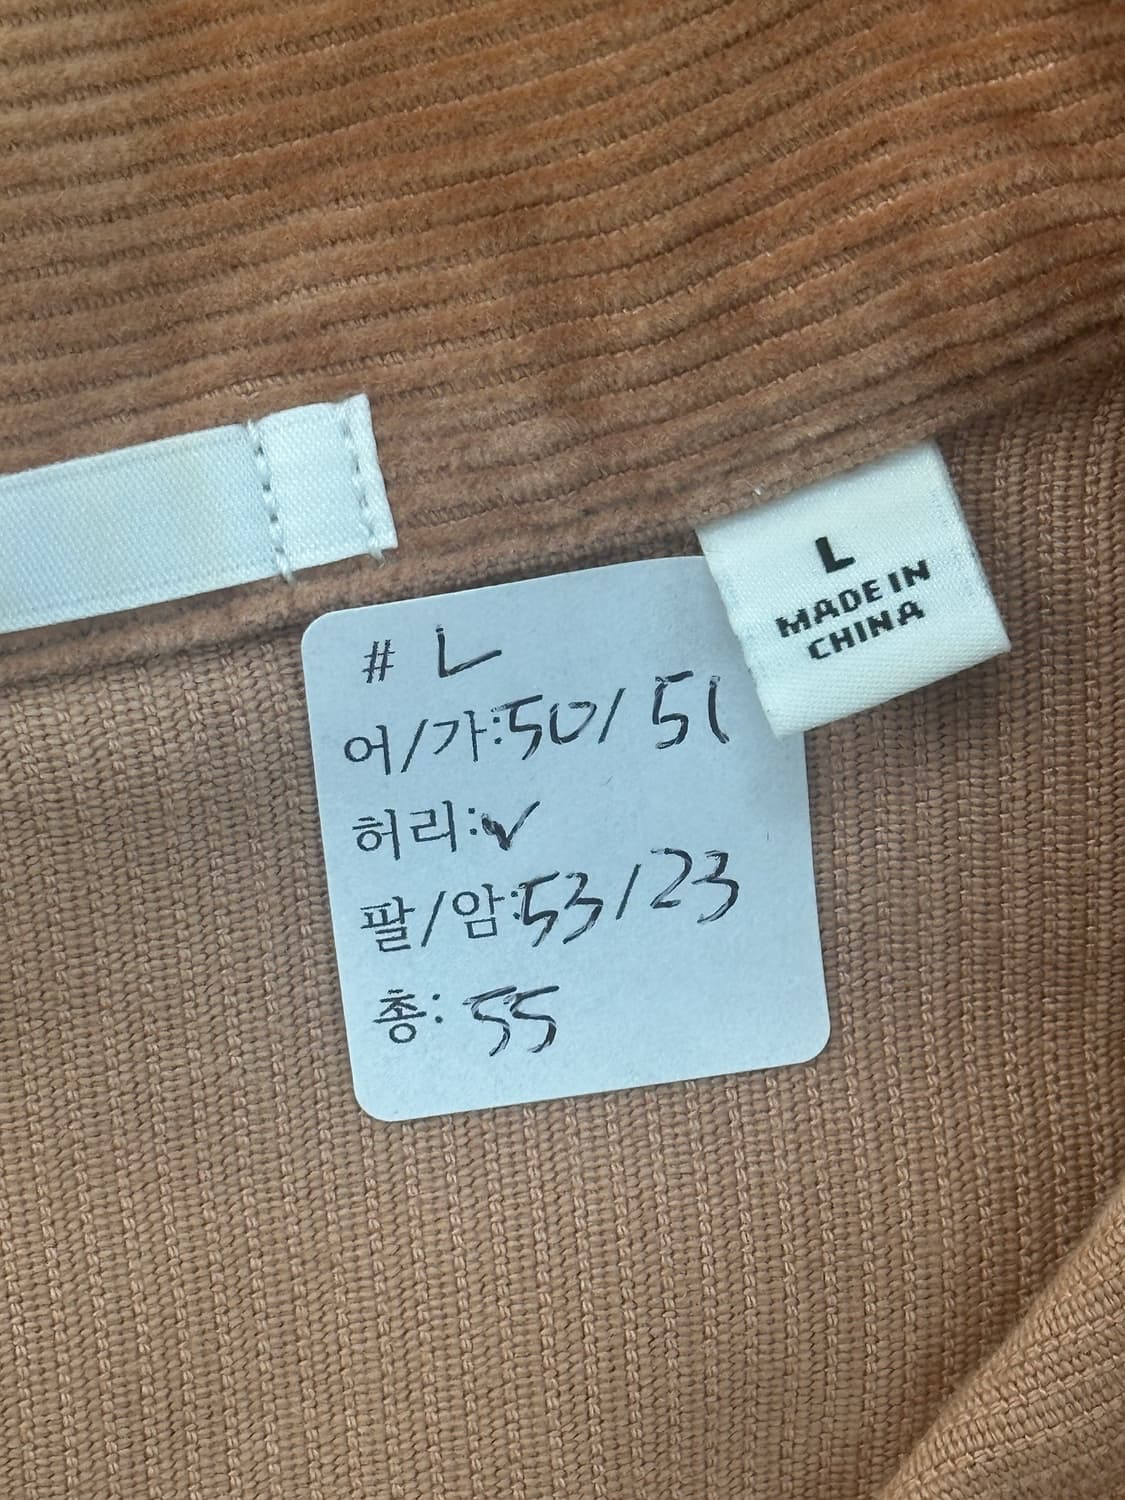 L
MADE IN
CHINA
# L
어/가:50/51
허리:✓
팔/암:53/23
총: 55